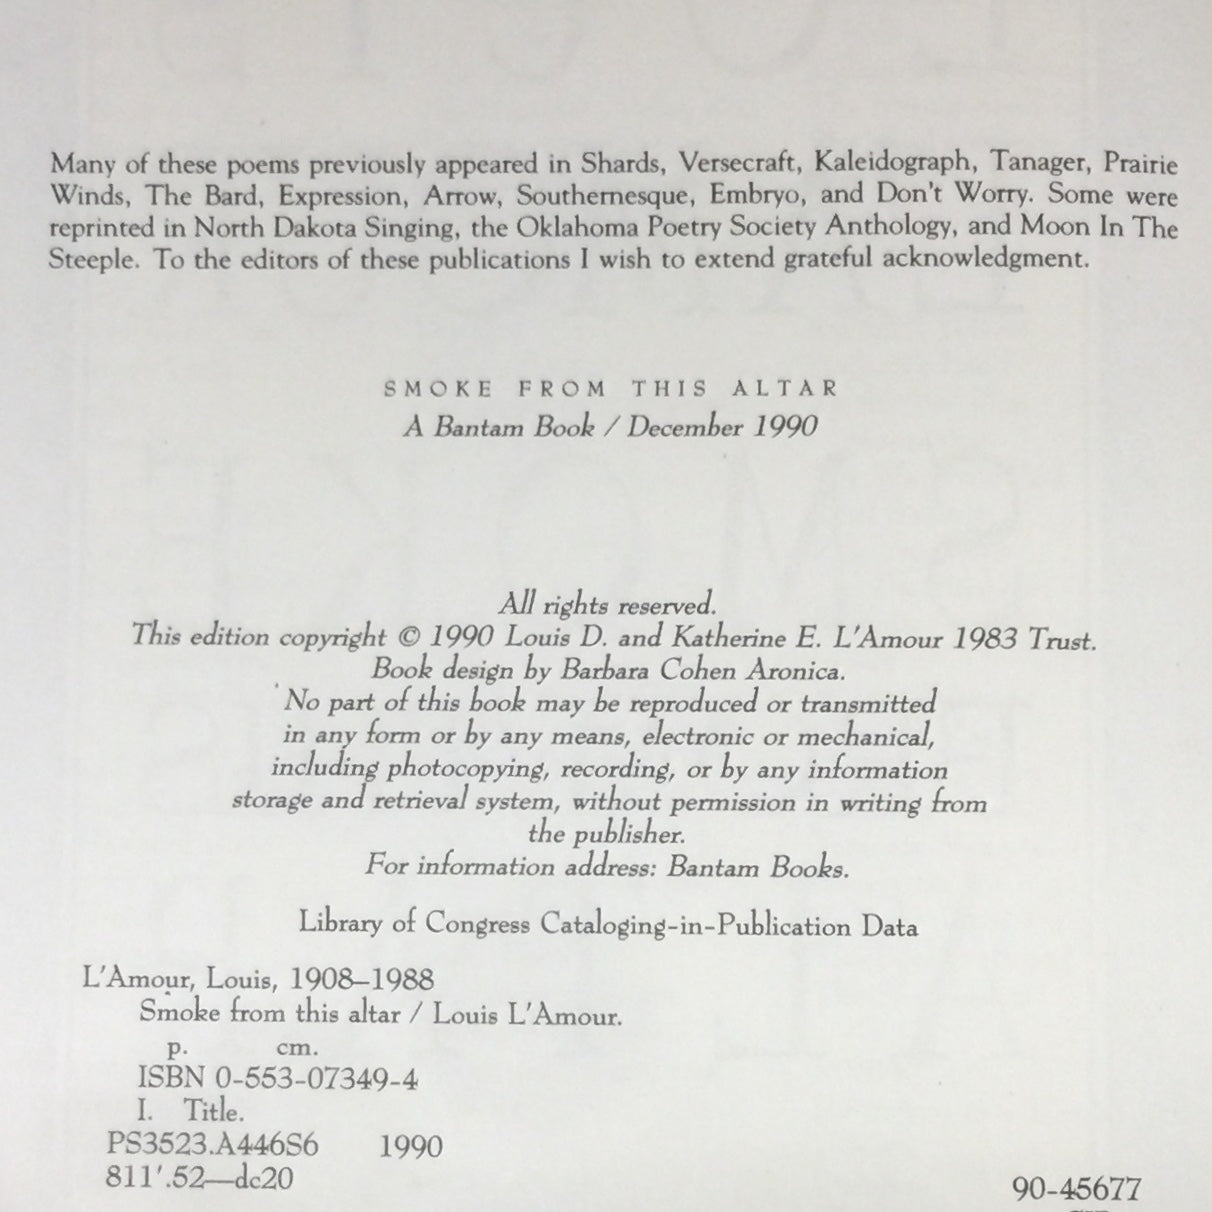 Many of these poems previously appeared in Shards, Versecraft, Kaleidograph, Tanager, Prairie
Winds, The Bard, Expression, Arrow, Southernesque, Embryo, and Don't Worry. Some were
reprinted in North Dakota Singing, the Oklahoma Poetry Society Anthology, and Moon In The
Steeple. To the editors of these publications I wish to extend grateful acknowledgment.
SMOKE FROM THIS ALTAR
A Bantam Book / December 1990
All rights reserved.
This edition copyright © 1990 Louis D. and Katherine E. L'Amour 1983 Trust.
Book design by Barbara Cohen Aronica.
No part of this book may be reproduced or transmitted
in any form or by any means, electronic or mechanical,
including photocopying, recording, or by any information
storage and retrieval system, without permission in writing from
the publisher.
For information address: Bantam Books.
Library of Congress Cataloging-in-Publication Data
L'Amour, Louis, 1908–1988
Smoke from this altar / Louis L'Amour.
p. cm.
ISBN 0-553-07349-4
I. Title.
PS3523.A446S6 1990
811'.52—dc20
90-45677